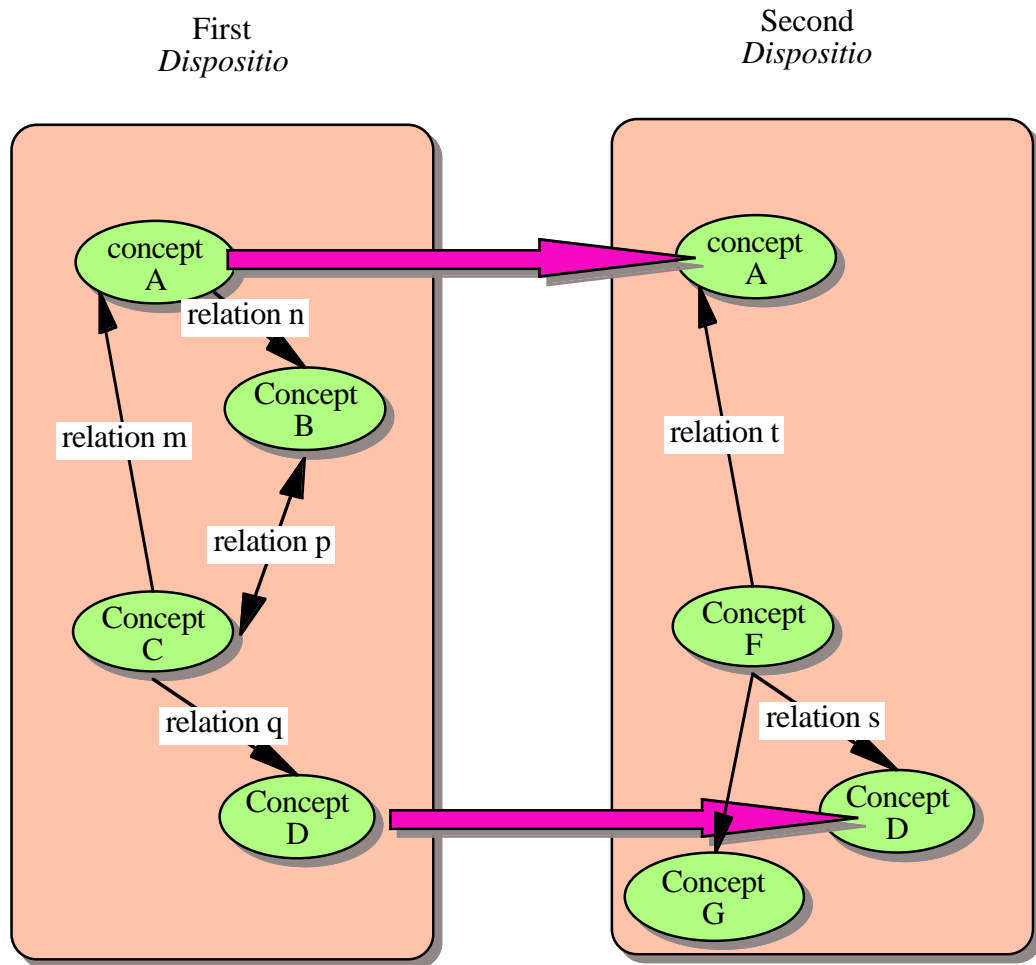 First
Dispositio
Second
Dispositio
concept
A
relation n
Concept
B
relation m
relation p
Concept
C
relation q
Concept
D
concept
A
relation t
Concept
F
relation s
Concept
D
Concept
G